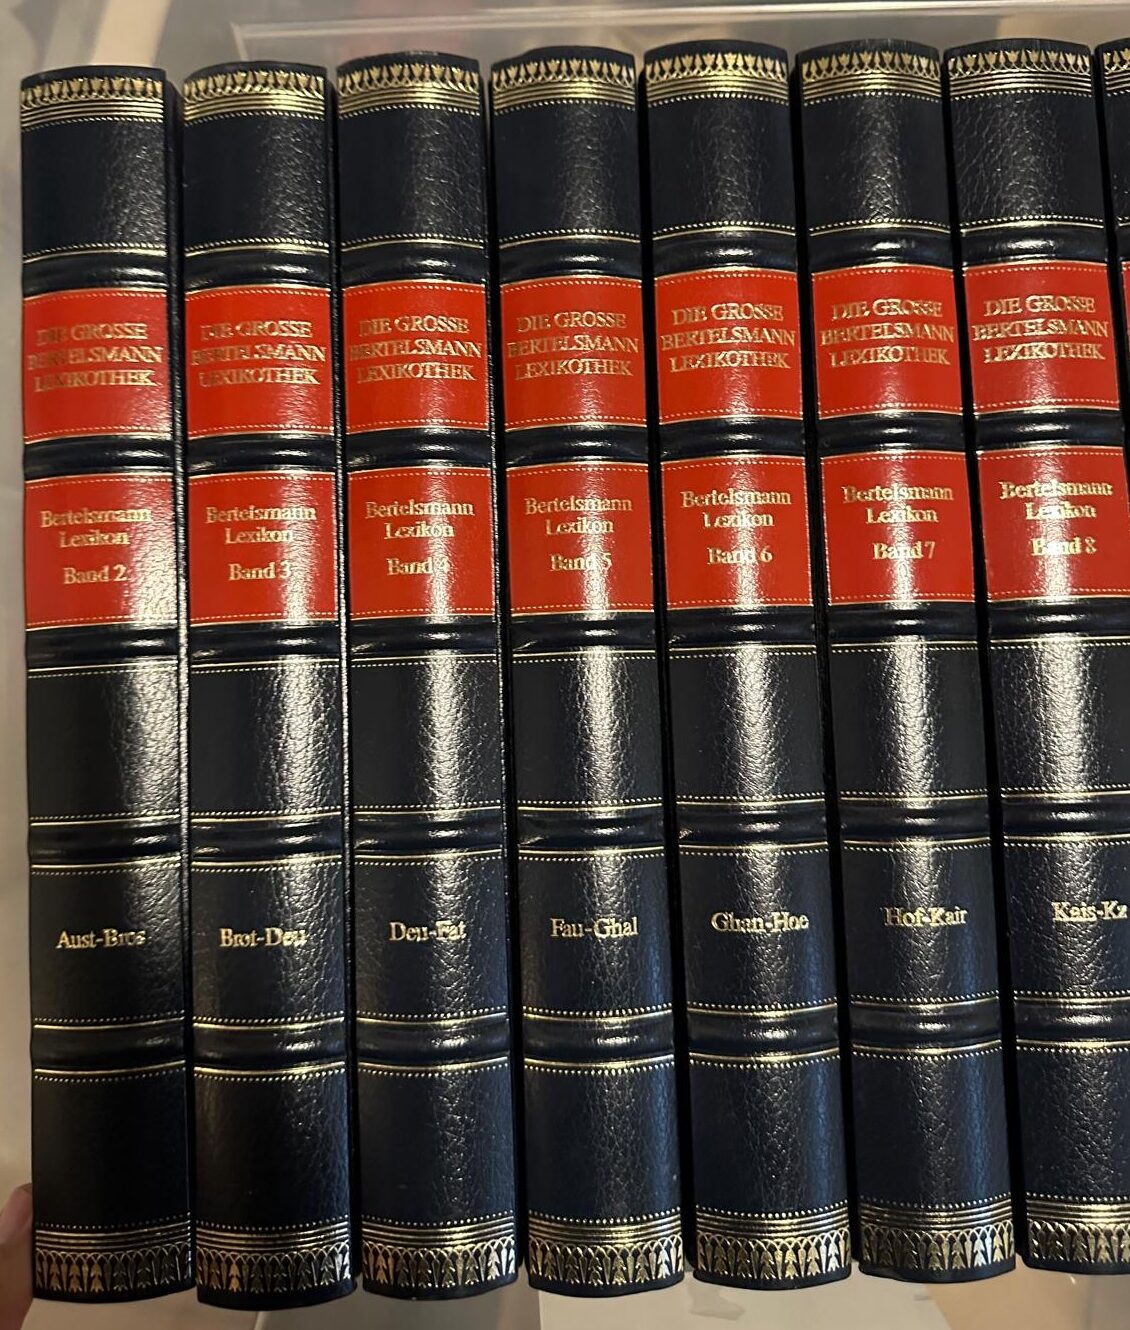 DIE GROSSE
BERTELSMANN
LEXIKOTHEK
Bertelsmann
Lexikon
Band 2
Aust-Bros
DIE GROSSE
BERTELSMANN
LEXIKOTHEK
Bertelsmann
Lexikon
Band 3
Brot-Deu
DIE GROSSE
BERTELSMANN
LEXIKOTHEK
Bertelsmann
Lexikon
Band 4
Deu-Fat
DIE GROSSE
BERTELSMANN
LEXIKOTHEK
Bertelsmann
Lexikon
Band 5
Fau-Ghal
DIE GROSSE
BERTELSMANN
LEXIKOTHEK
Bertelsmann
Lexikon
Band 6
Ghan-Hoe
DIE GROSSE
BERTELSMANN
LEXIKOTHEK
Bertelsmann
Lexikon
Band 7
Hof-Kair
DIE GROSSE
BERTELSMANN
LEXIKOTHEK
Bertelsmann
Lexikon
Band 8
Kais-Kz